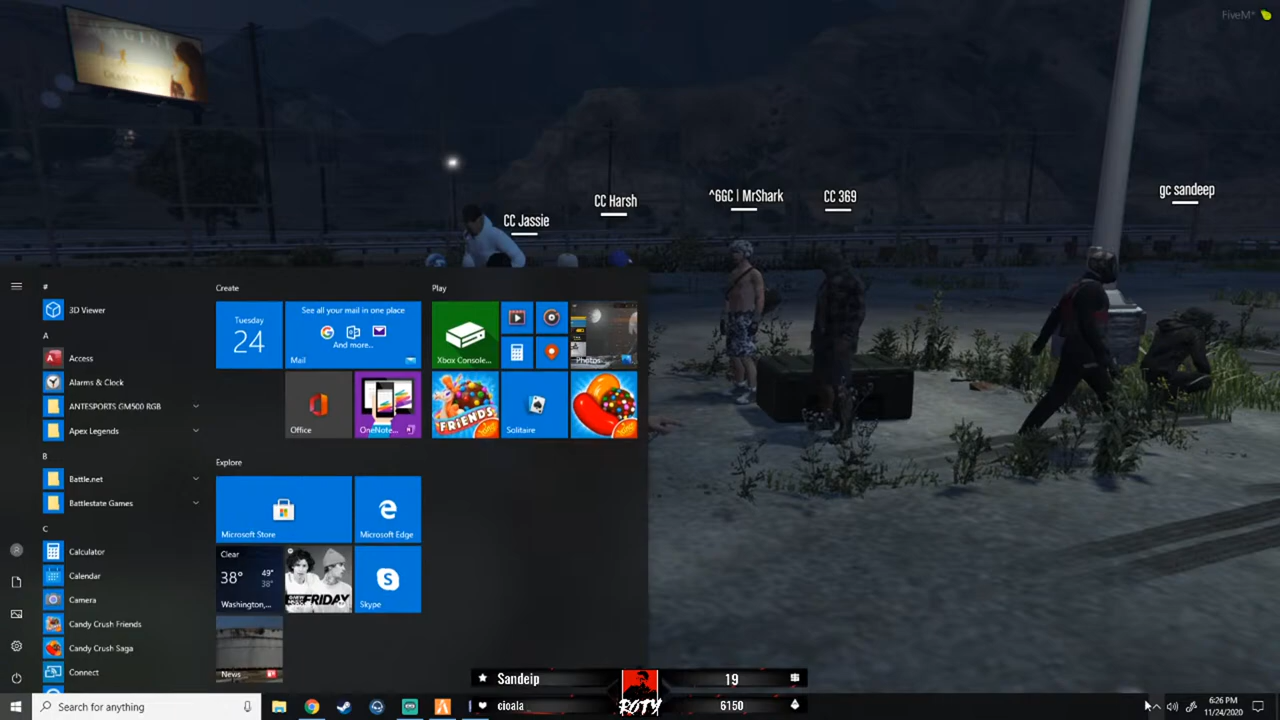 FiveM*
MAGINE
CC Jassie
CC Harsh
^6GC | MrShark
CC 369
gc sandeep
#
3D Viewer
A
Access
Alarms & Clock
ANTESPORTS GM500 RGB
Apex Legends
B
Battle.net
Battlestate Games
C
Calculator
Calendar
Camera
Candy Crush Friends
Candy Crush Saga
Connect
Create
Tuesday
24
See all your mail in one place
And more...
Mail
Office
OneNote...
Play
Xbox Console...
Photos
FRIENDS
Solitaire
Explore
Microsoft Store
Microsoft Edge
Clear
38°
49°
38°
Washington,...
FRIDAY
Skype
News
Search for anything
Sandeip
19
cioala
ROTY
6150
6:26 PM
11/24/2020